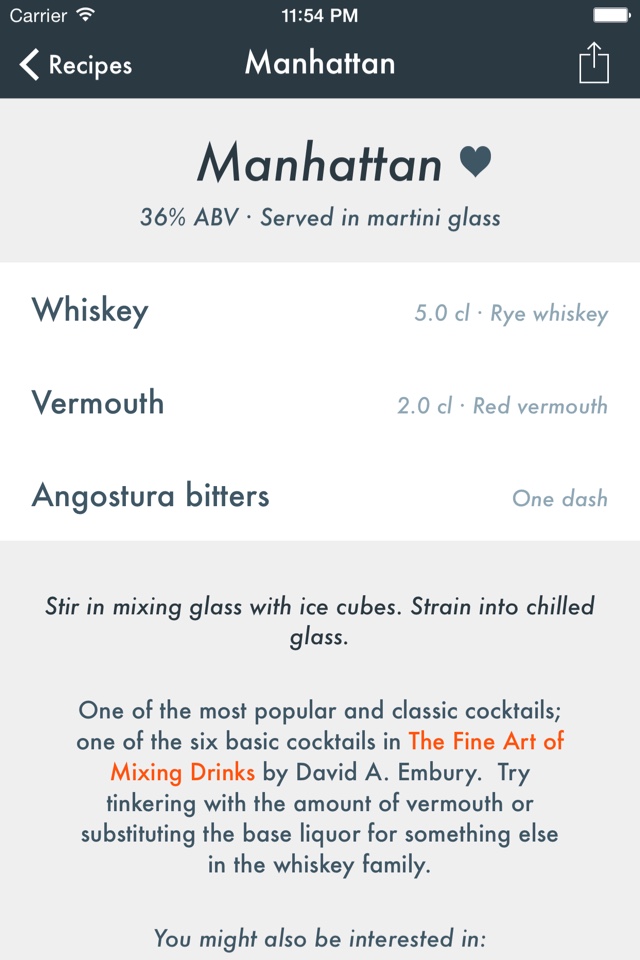 Carrier 11:54 PM
Recipes Manhattan
Manhattan
36% ABV · Served in martini glass
Whiskey 5.0 cl · Rye whiskey
Vermouth 2.0 cl · Red vermouth
Angostura bitters One dash
Stir in mixing glass with ice cubes. Strain into chilled
glass.
One of the most popular and classic cocktails;
one of the six basic cocktails in The Fine Art of
Mixing Drinks by David A. Embury. Try
tinkering with the amount of vermouth or
substituting the base liquor for something else
in the whiskey family.
You might also be interested in: